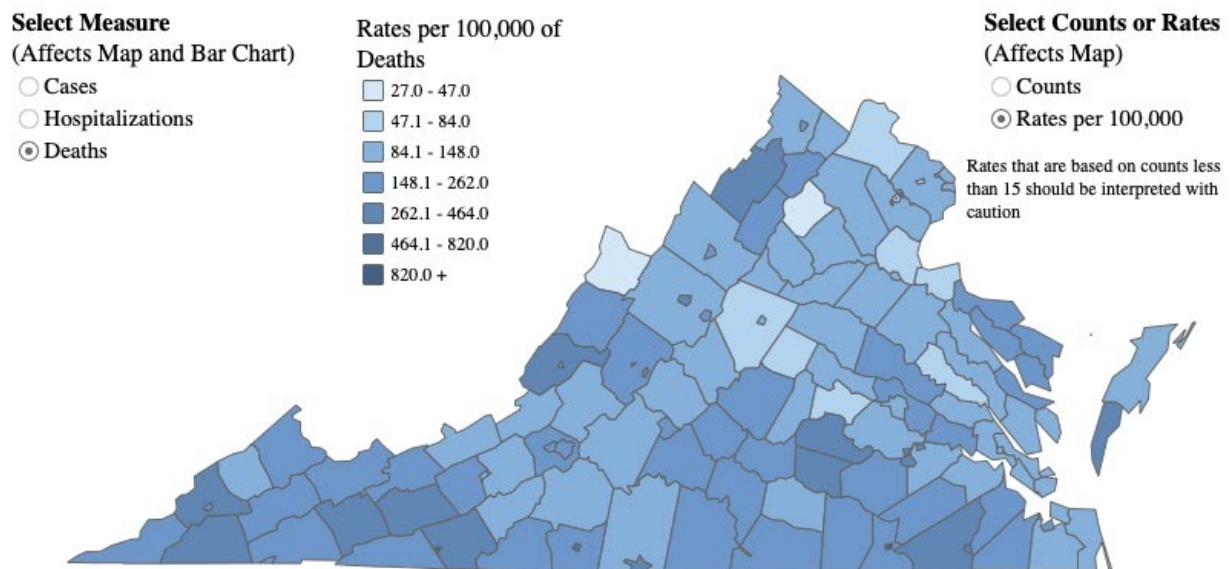 Select Measure
(Affects Map and Bar Chart)
Cases
Hospitalizations
Deaths
Rates per 100,000 of
Deaths
27.0 - 47.0
47.1 - 84.0
84.1 - 148.0
148.1 - 262.0
262.1 - 464.0
464.1 - 820.0
820.0 +
Select Counts or Rates
(Affects Map)
Counts
Rates per 100,000
Rates that are based on counts less
than 15 should be interpreted with
caution